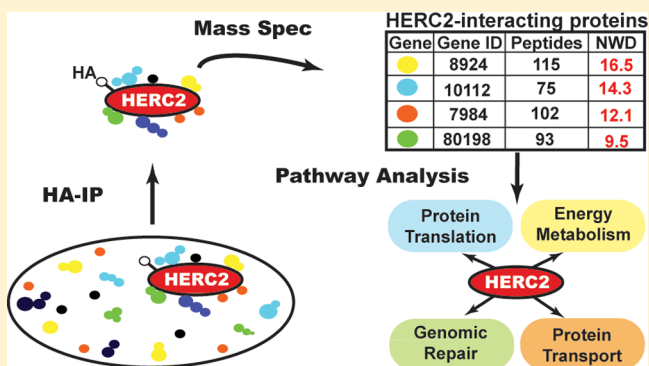 Mass Spec
HERC2-interacting proteins
Gene Gene ID Peptides NWD
8924 115 16.5
10112 75 14.3
7984 102 12.1
80198 93 9.5
HA
HERC2
HA-IP
Pathway Analysis
HERC2
Protein
Translation
Energy
Metabolism
HERC2
Genomic
Repair
Protein
Transport